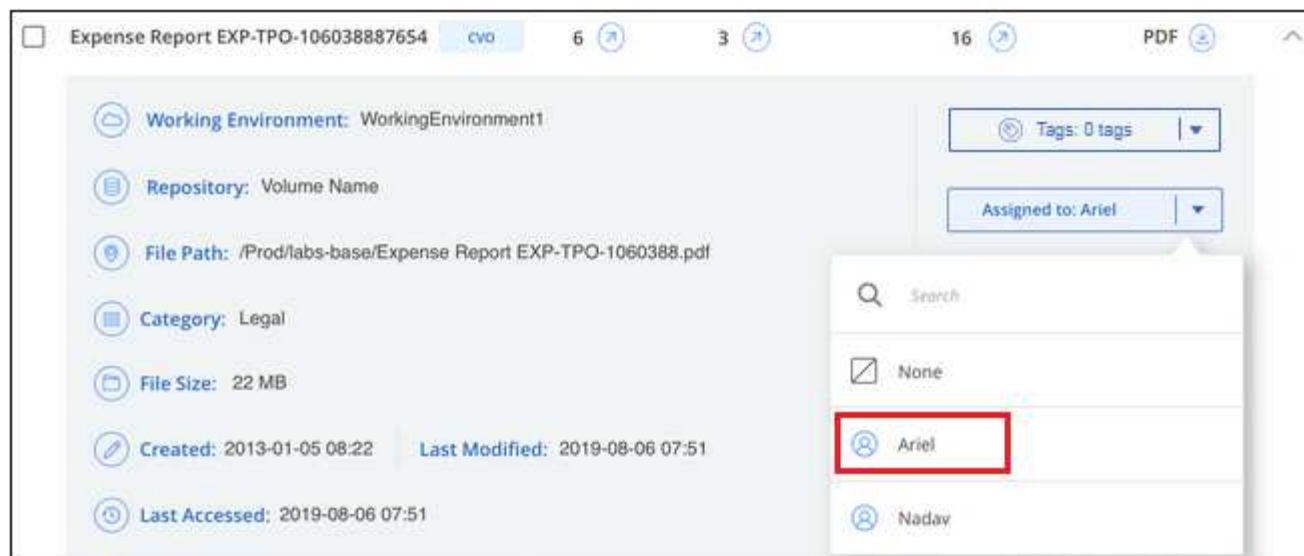 Expense Report EXP-TPO-106038887654 CVO 6 3 16 PDF
Working Environment: WorkingEnvironment1
Tags: 0 tags
Repository: Volume Name
Assigned to: Ariel
File Path: /Prod/labs-base/Expense Report EXP-TPO-1060388.pdf
Search
Category: Legal
None
File Size: 22 MB
Ariel
Created: 2013-01-05 08:22 Last Modified: 2019-08-06 07:51
Last Accessed: 2019-08-06 07:51
Nadav